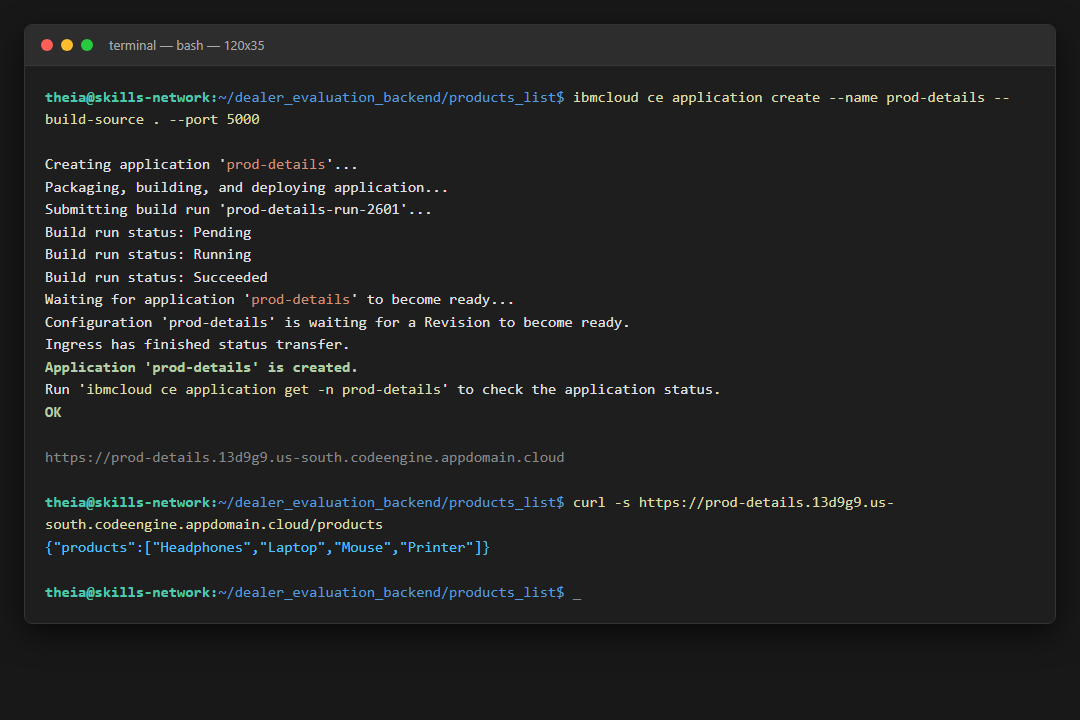 terminal — bash — 120x35
theia@skills-network:~/dealer_evaluation_backend/products_list$ ibmcloud ce application create --name prod-details --
build-source . --port 5000
Creating application 'prod-details'...
Packaging, building, and deploying application...
Submitting build run 'prod-details-run-2601'...
Build run status: Pending
Build run status: Running
Build run status: Succeeded
Waiting for application 'prod-details' to become ready...
Configuration 'prod-details' is waiting for a Revision to become ready.
Ingress has finished status transfer.
Application 'prod-details' is created.
Run 'ibmcloud ce application get -n prod-details' to check the application status.
OK
https://prod-details.13d9g9.us-south.codeengine.appdomain.cloud
theia@skills-network:~/dealer_evaluation_backend/products_list$ curl -s https://prod-details.13d9g9.us-
south.codeengine.appdomain.cloud/products
{"products":["Headphones","Laptop","Mouse","Printer"]}
theia@skills-network:~/dealer_evaluation_backend/products_list$ _